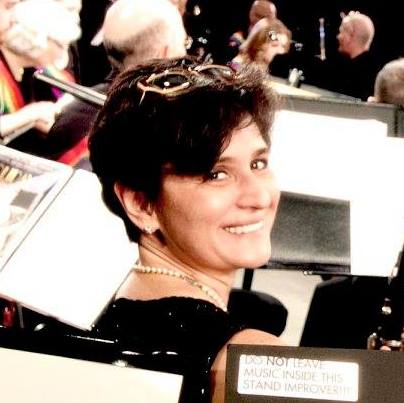 DO NOT LEAVE
MUSIC INSIDE THIS
STAND IMPROVER!!!